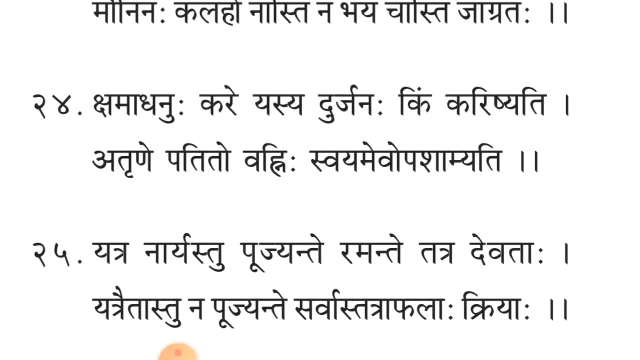 मौनिनः कलहो नास्ति न भयं चास्ति जाग्रतः ।।
२४. क्षमाधनुः करे यस्य दुर्जनः किं करिष्यति ।
अतृणे पतितो वह्निः स्वयमेवोपशाम्यति ।।
२५. यत्र नार्यस्तु पूज्यन्ते रमन्ते तत्र देवताः ।
यत्रैतास्तु न पूज्यन्ते सर्वास्तत्राफलाः क्रियाः ।।